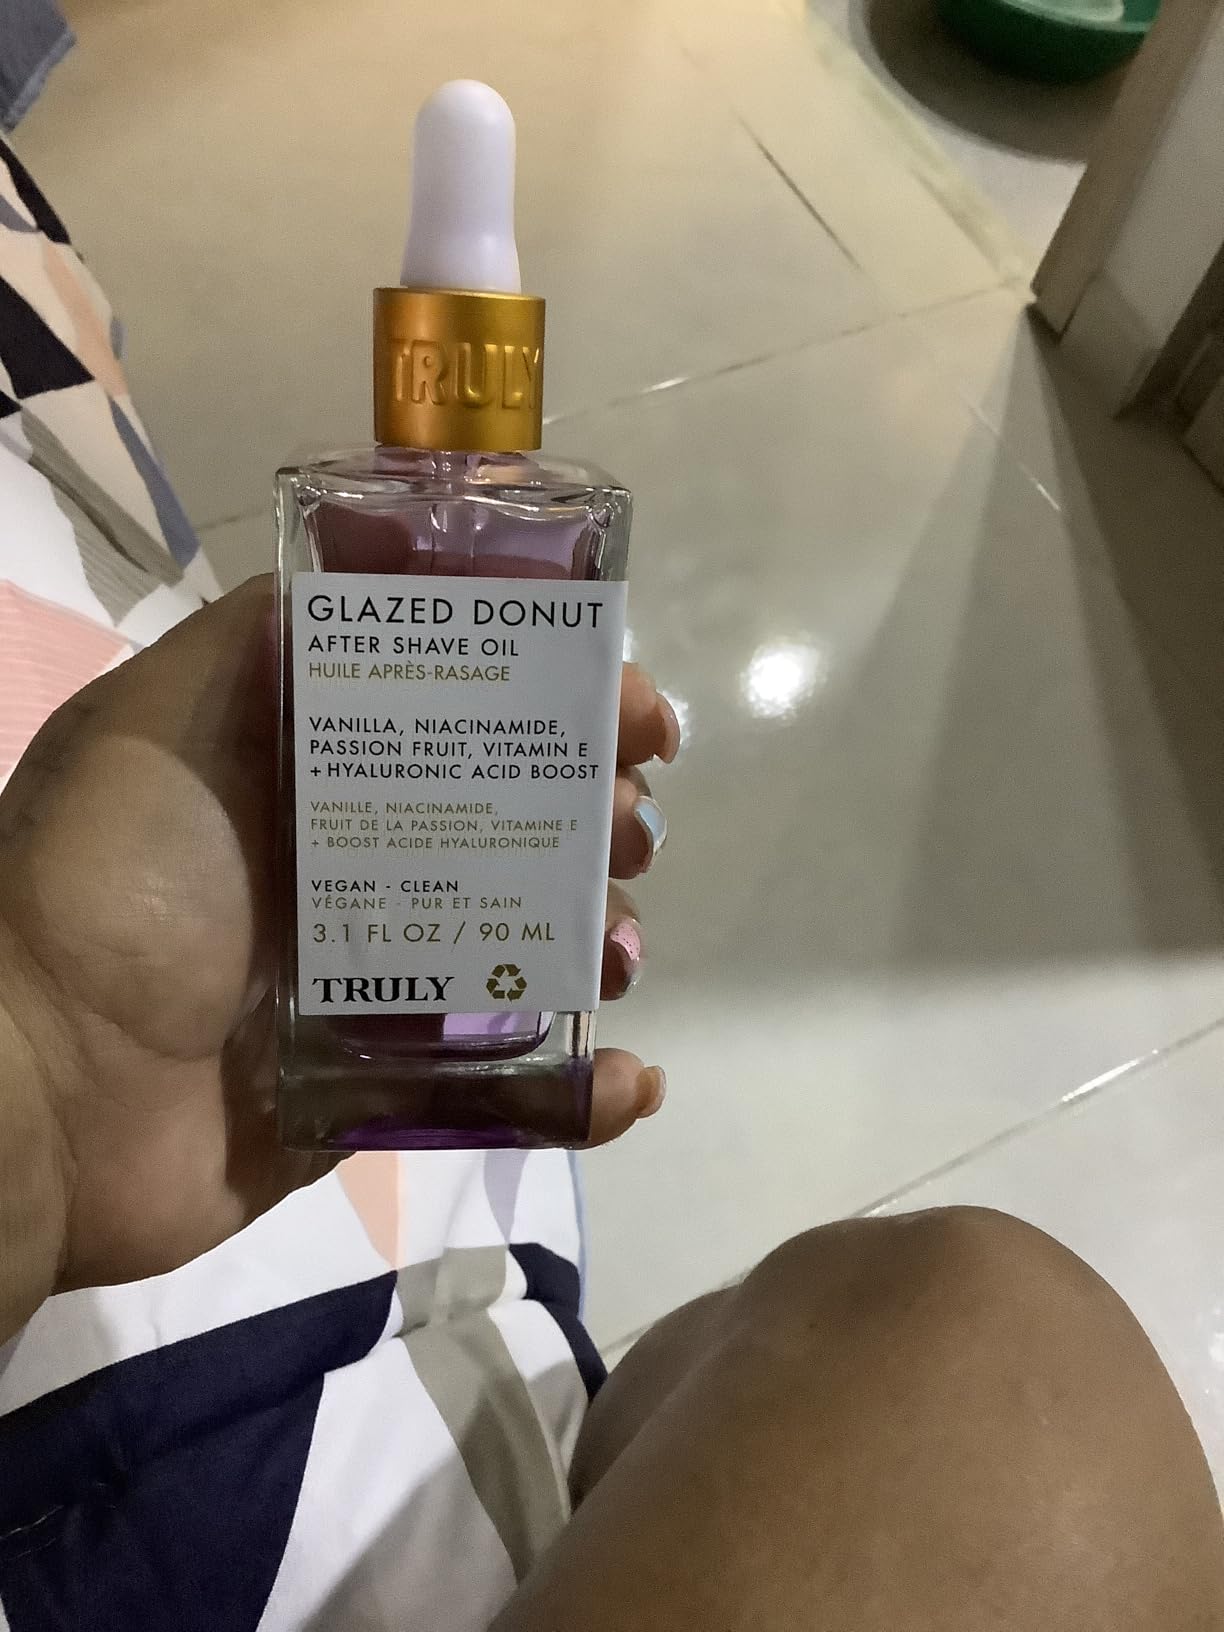 TRULY
GLAZED DONUT
AFTER SHAVE OIL
HUILE APRÈS-RASAGE
VANILLA, NIACINAMIDE,
PASSION FRUIT, VITAMIN E
+ HYALURONIC ACID BOOST
VANILLE, NIACINAMIDE,
FRUIT DE LA PASSION, VITAMINE E
+ BOOST ACIDE HYALURONIQUE
VEGAN - CLEAN
VÉGANE - PUR ET SAIN
3.1 FL OZ / 90 ML
TRULY